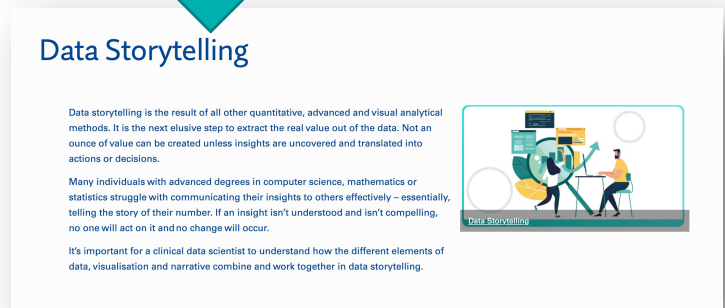 Data Storytelling
Data storytelling is the result of all other quantitative, advanced and visual analytical
methods. It is the next elusive step to extract the real value out of the data. Not an
ounce of value can be created unless insights are uncovered and translated into
actions or decisions.
Many individuals with advanced degrees in computer science, mathematics or
statistics struggle with communicating their insights to others effectively – essentially,
telling the story of their number. If an insight isn't understood and isn't compelling,
no one will act on it and no change will occur.
It's important for a clinical data scientist to understand how the different elements of
data, visualisation and narrative combine and work together in data storytelling.
Data Storytelling